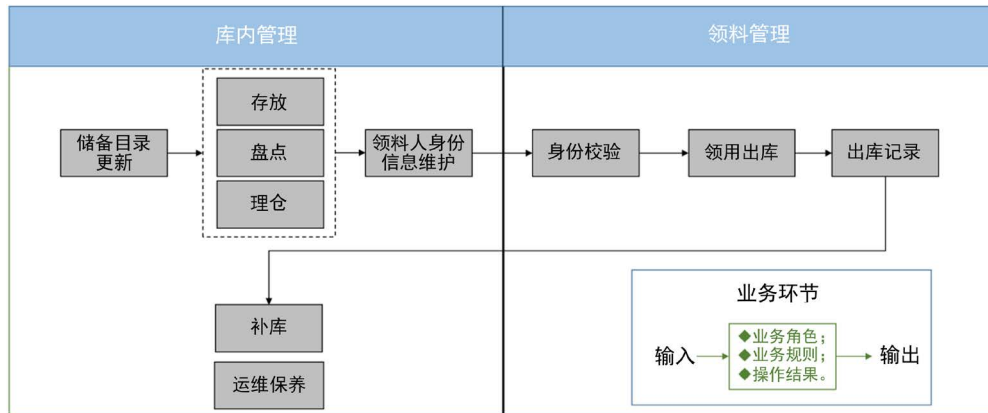 库内管理
领料管理
存放
盘点
理仓
储备目录
更新
领料人身份
信息维护
身份校验
领用出库
出库记录
补库
运维保养
业务环节
输入
◆业务角色；
◆业务规则；
◆操作结果。
输出